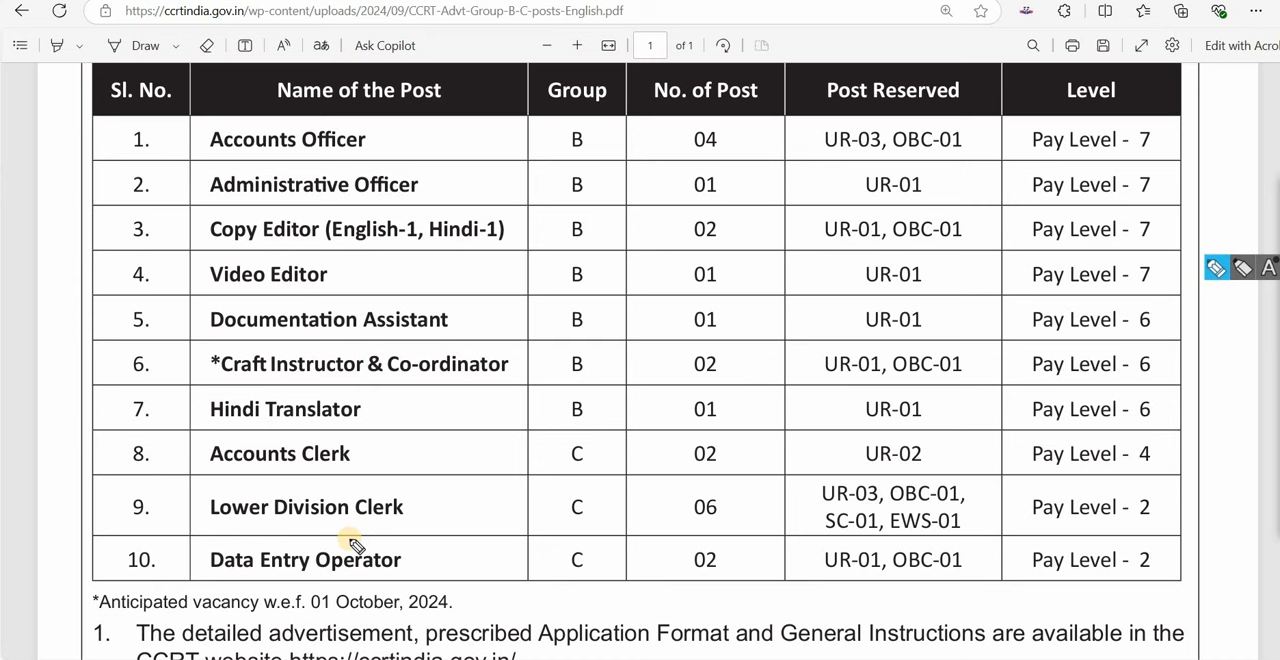 https://ccrtindia.gov.in/wp-content/uploads/2024/09/CCRT-Advt-Group-B-C-posts-English.pdf
Draw
Ask Copilot
1 of 1
Edit with Acro
Sl. No. Name of the Post Group No. of Post Post Reserved Level
1. Accounts Officer B 04 UR-03, OBC-01 Pay Level - 7
2. Administrative Officer B 01 UR-01 Pay Level - 7
3. Copy Editor (English-1, Hindi-1) B 02 UR-01, OBC-01 Pay Level - 7
4. Video Editor B 01 UR-01 Pay Level - 7
5. Documentation Assistant B 01 UR-01 Pay Level - 6
6. *Craft Instructor & Co-ordinator B 02 UR-01, OBC-01 Pay Level - 6
7. Hindi Translator B 01 UR-01 Pay Level - 6
8. Accounts Clerk C 02 UR-02 Pay Level - 4
9. Lower Division Clerk C 06 UR-03, OBC-01, SC-01, EWS-01 Pay Level - 2
10. Data Entry Operator C 02 UR-01, OBC-01 Pay Level - 2
*Anticipated vacancy w.e.f. 01 October, 2024.
1. The detailed advertisement, prescribed Application Format and General Instructions are available in the
CCRT website https://ccrtindia.gov.in/